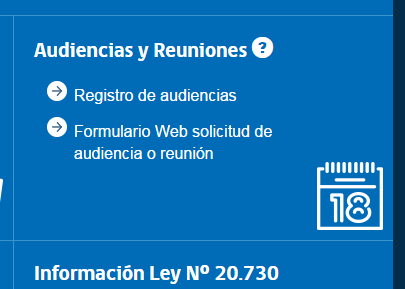 Audiencias y Reuniones ?
Registro de audiencias
Formulario Web solicitud de
audiencia o reunión
18
Información Ley Nº 20.730